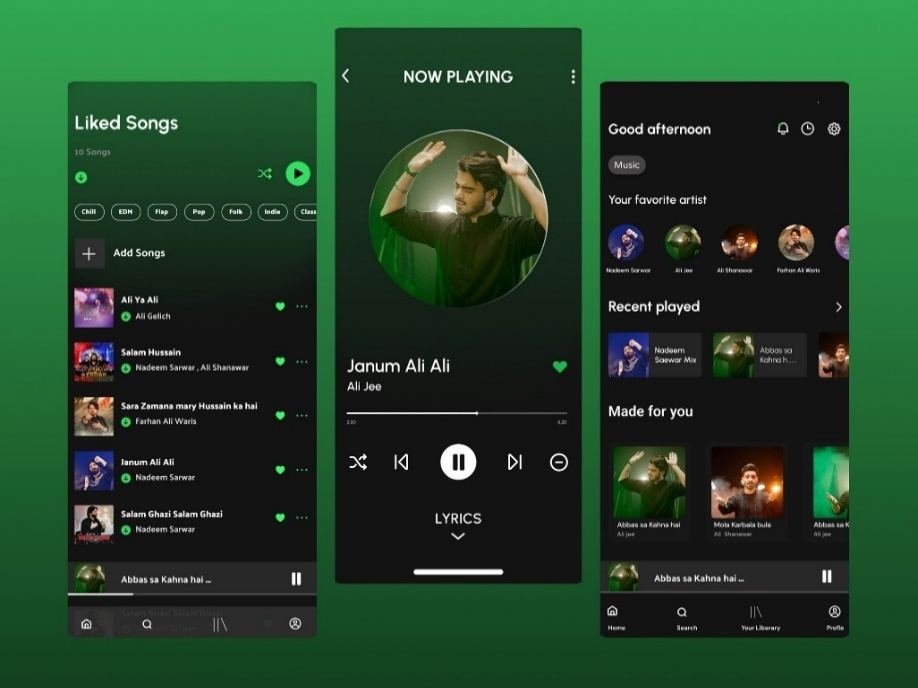 Liked Songs
10 Songs
Chill EDM Flap Pop Folk Indie Class
Add Songs
Ali Ya Ali
Ali Gelich
Salam Hussain
Nadeem Sarwar , Ali Shanawar
Sara Zamana mary Hussain ka hai
Farhan Ali Waris
Janum Ali Ali
Nadeem Sarwar
Salam Ghazi Salam Ghazi
Nadeem Sarwar
Abbas sa Kahna hai ...
Salam Ghazi Salam Ghazi
NOW PLAYING
Janum Ali Ali
Ali Jee
LYRICS
Good afternoon
Music
Your favorite artist
Nadeem Sarwar Ali Jee Ali Shanawar Farhan Ali Waris
Recent played
Nadeem
Saewar Mix
Abbas sa
Kahna h....
Made for you
Abbas sa Kahna hai
Ali jee
Mola Karbala bula
Ali Shanawar
Abbas sa K
Ali jee
Abbas sa Kahna hai ...
Home Search Your Liberary Profile